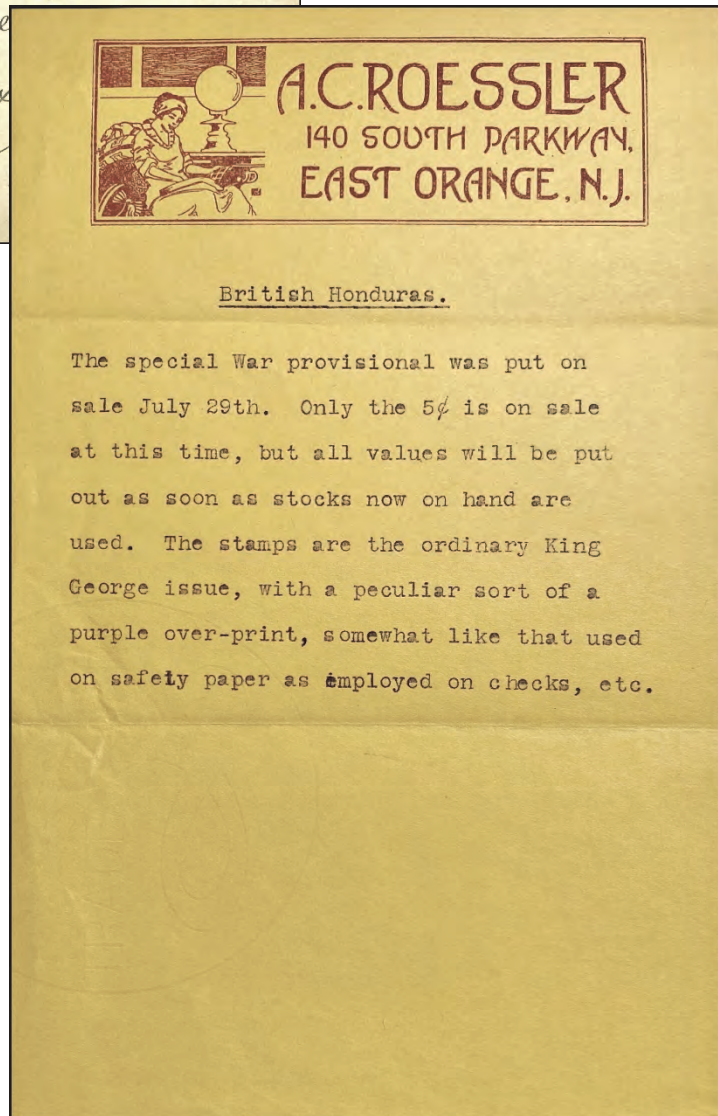 A.C. ROESSLER
140 SOUTH PARKWAY,
EAST ORANGE, N.J.
British Honduras.
The special War provisional was put on
sale July 29th. Only the 5¢ is on sale
at this time, but all values will be put
out as soon as stocks now on hand are
used. The stamps are the ordinary King
George issue, with a peculiar sort of a
purple over-print, somewhat like that used
on safety paper as employed on checks, etc.